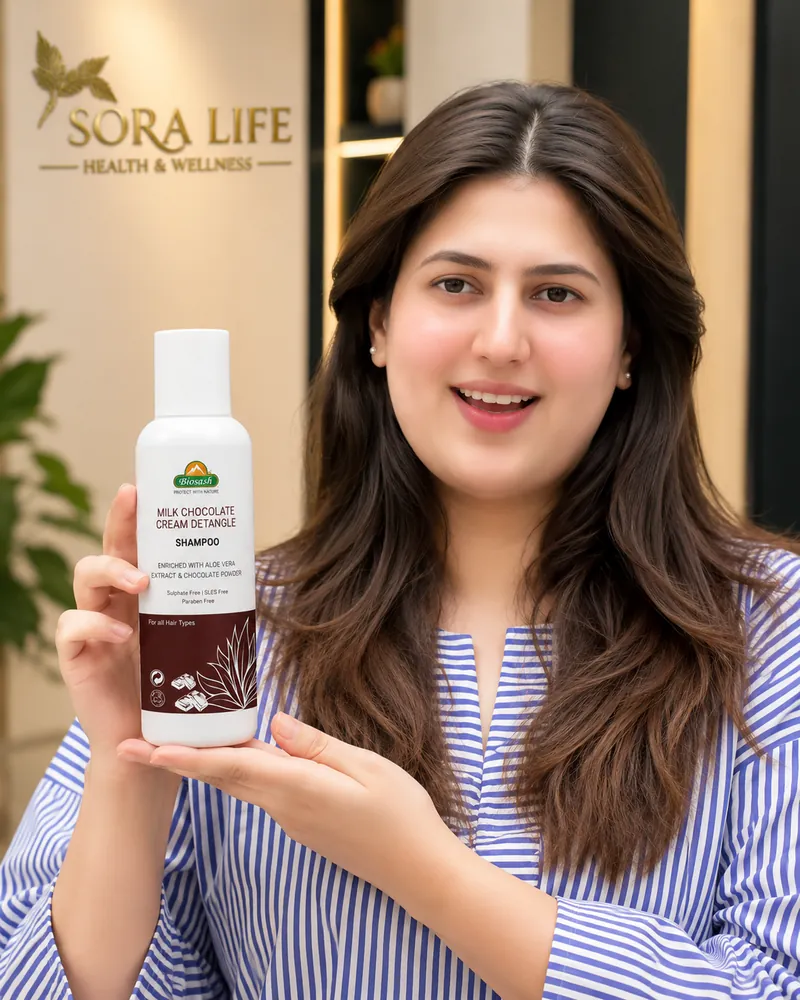 SORA LIFE
HEALTH & WELLNESS
Biosash
PROTECT WITH NATURE
MILK CHOCOLATE
CREAM DETANGLE
SHAMPOO
ENRICHED WITH ALOE VERA
EXTRACT & CHOCOLATE POWDER
Sulphate Free | SLES Free
Paraben Free
For all Hair Types